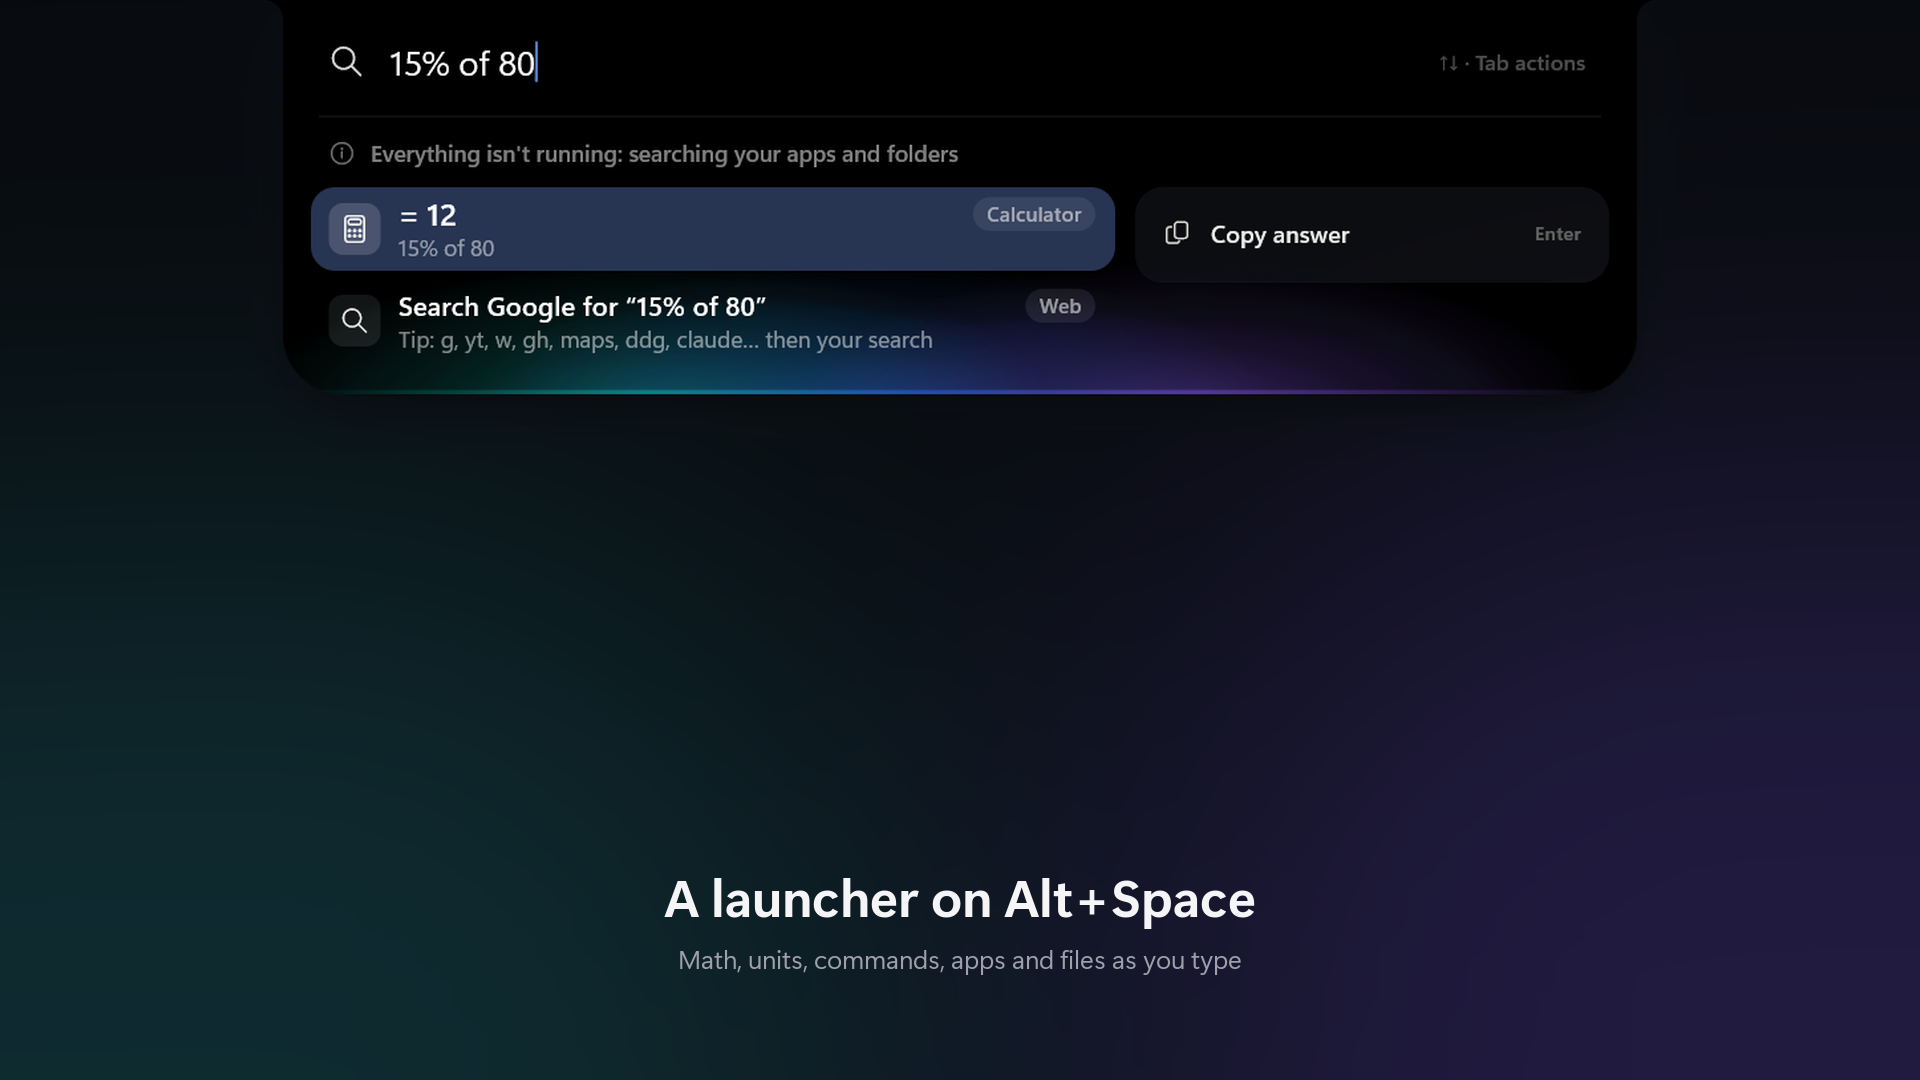 15% of 80
↑↓ · Tab actions
Everything isn't running: searching your apps and folders
= 12
15% of 80
Calculator
Copy answer
Enter
Search Google for “15% of 80”
Tip: g, yt, w, gh, maps, ddg, claude... then your search
Web
A launcher on Alt+Space
Math, units, commands, apps and files as you type